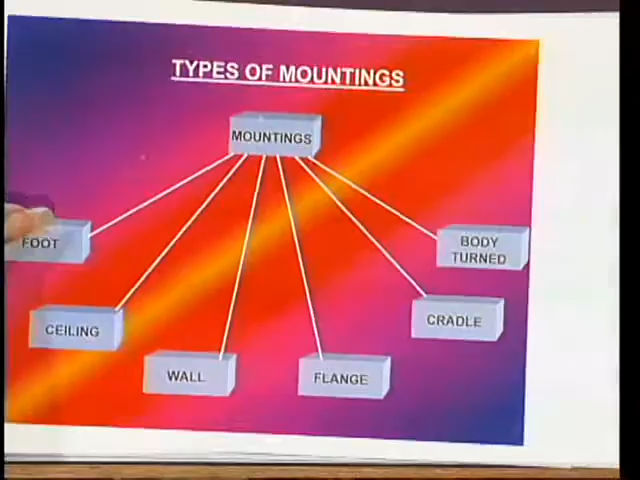 TYPES OF MOUNTINGS
MOUNTINGS
FOOT
BODY
TURNED
CEILING
CRADLE
WALL
FLANGE